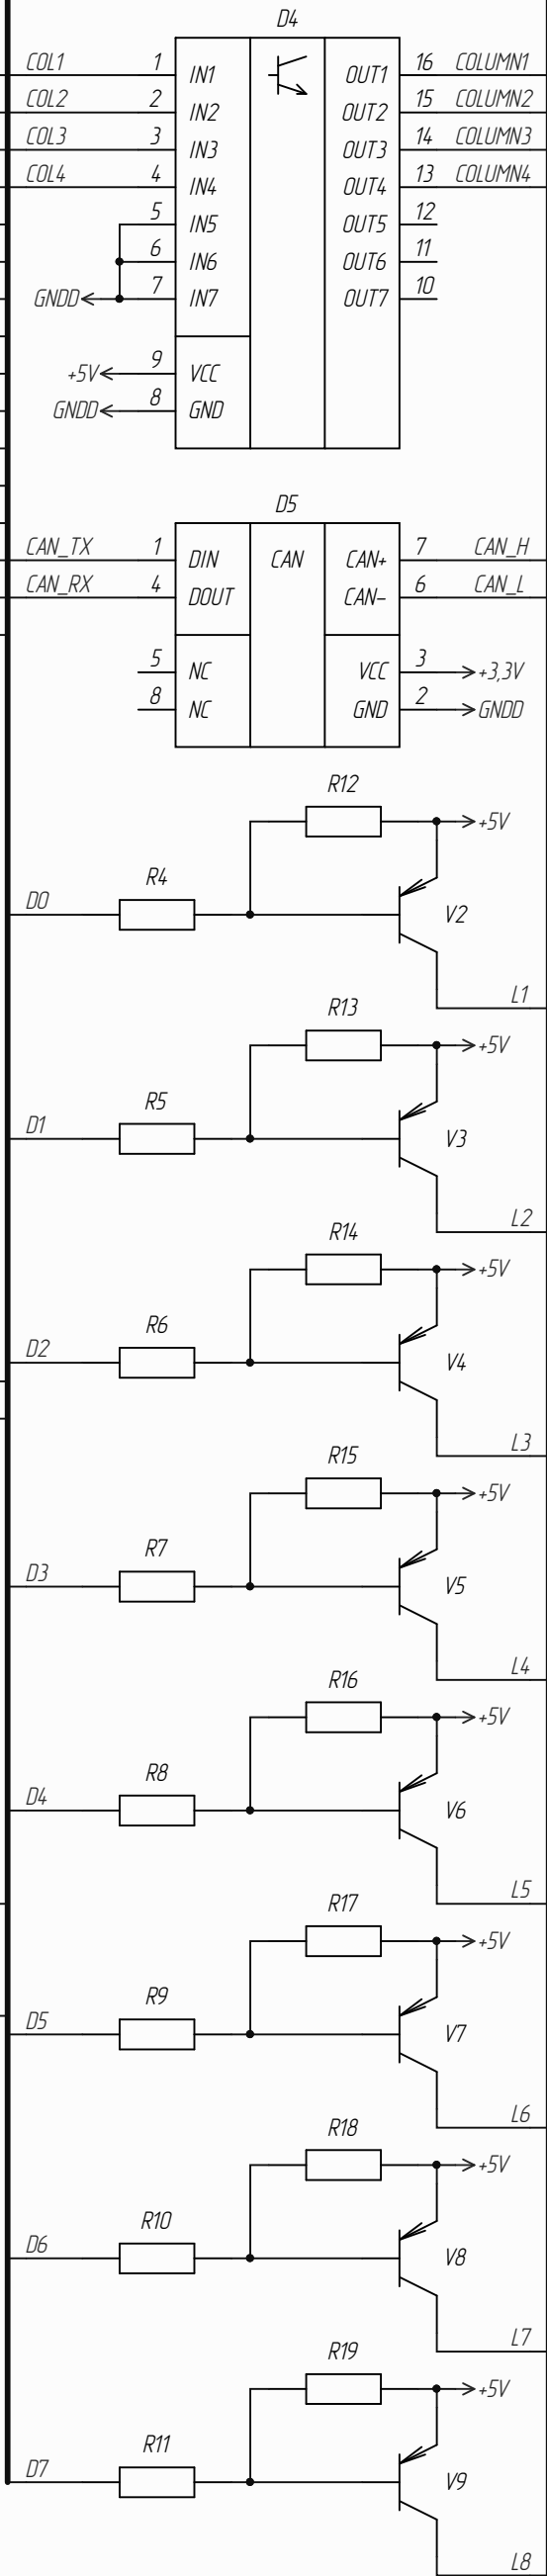 D4
COL1 1 IN1 OUT1 16 COLUMN1
COL2 2 IN2 OUT2 15 COLUMN2
COL3 3 IN3 OUT3 14 COLUMN3
COL4 4 IN4 OUT4 13 COLUMN4
5 IN5 OUT5 12
6 IN6 OUT6 11
GNDD 7 IN7 OUT7 10
+5V 9 VCC
GNDD 8 GND
D5
CAN_TX 1 DIN CAN CAN+ 7 CAN_H
CAN_RX 4 DOUT CAN– 6 CAN_L
5 NC VCC 3 +3,3V
8 NC GND 2 GNDD
R12
+5V
R4
D0 V2
L1
R13
+5V
R5
D1 V3
L2
R14
+5V
R6
D2 V4
L3
R15
+5V
R7
D3 V5
L4
R16
+5V
R8
D4 V6
L5
R17
+5V
R9
D5 V7
L6
R18
+5V
R10
D6 V8
L7
R19
+5V
R11
D7 V9
L8